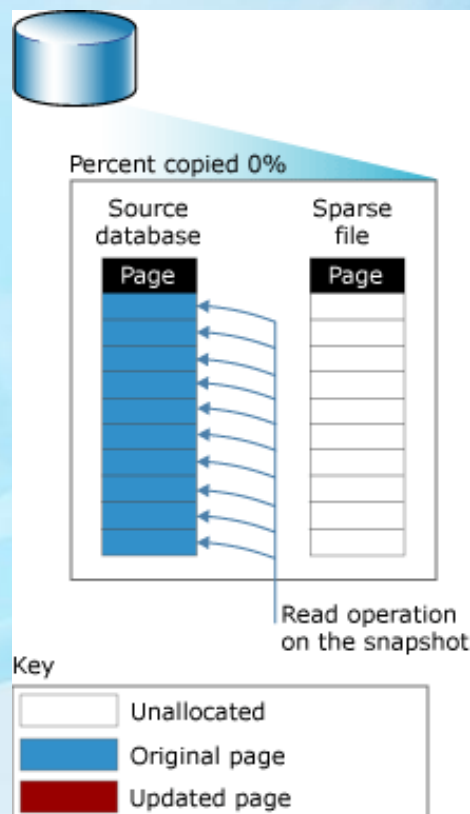 Percent copied 0%
Source
database
Sparse
file
Page
Page
Read operation
on the snapshot
Key
Unallocated
Original page
Updated page